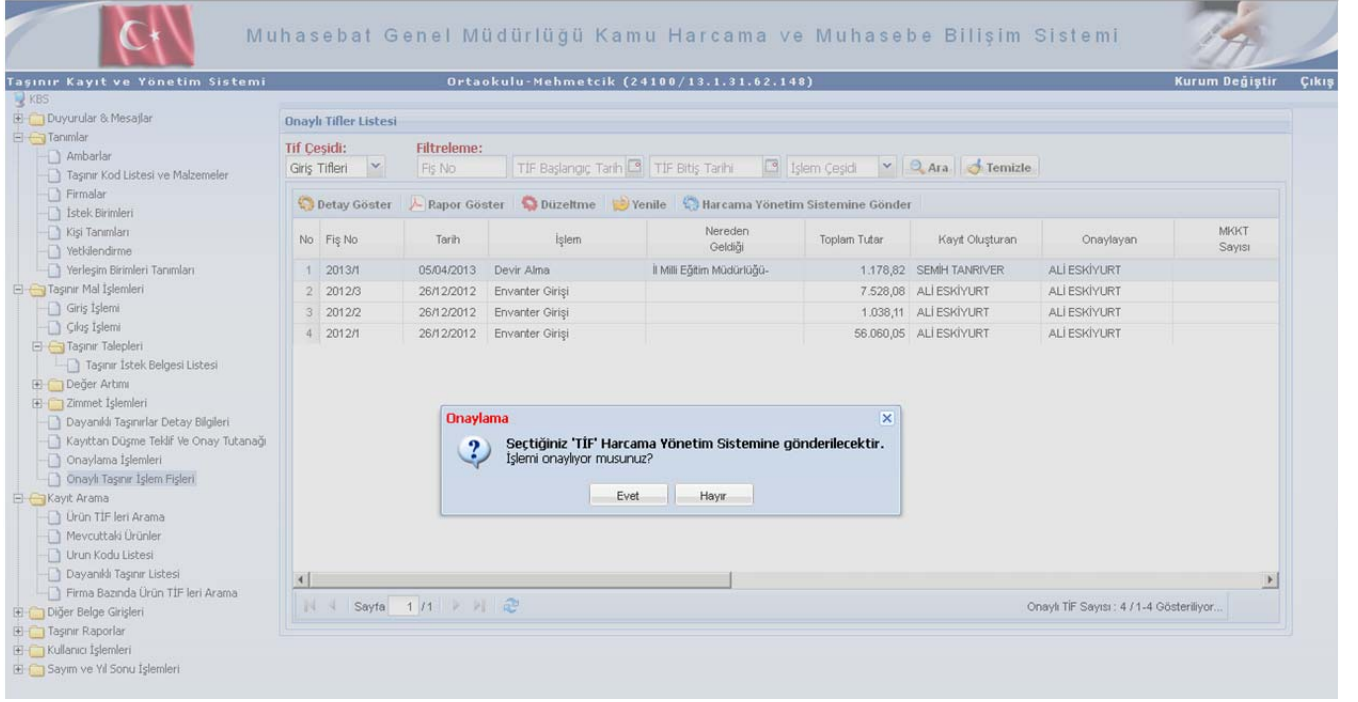 Muhasebat Genel Müdürlüğü Kamu Harcama ve Muhasebe Bilişim Sistemi
Taşınır Kayıt ve Yönetim Sistemi
Ortaokulu-Mehmetcik (24100/13.1.31.62.148)
Kurum Değiştir Çıkış
KBS
Duyurular & Mesajlar
Tanımlar
Ambarlar
Taşınır Kod Listesi ve Malzemeler
Firmalar
İstek Birimleri
Kişi Tanımları
Yetkilendirme
Yerleşim Birimleri Tanımları
Taşınır Mal İşlemleri
Giriş İşlemi
Çıkış İşlemi
Taşınır Talepleri
Taşınır İstek Belgesi Listesi
Değer Artımı
Zimmet İşlemleri
Dayanıklı Taşınırlar Detay Bilgileri
Kayıttan Düşme Teklif Ve Onay Tutanağı
Onaylama İşlemleri
Onaylı Taşınır İşlem Fişleri
Kayıt Arama
Ürün TİF leri Arama
Mevcuttaki Ürünler
Urun Kodu Listesi
Dayanıklı Taşınır Listesi
Firma Bazında Ürün TİF leri Arama
Diğer Belge Girişleri
Taşınır Raporlar
Kullanıcı İşlemleri
Sayım ve Yıl Sonu İşlemleri
Onaylı Tifler Listesi
Tif Çeşidi: Filtreleme:
Giriş Tifleri Fiş No TİF Başlangıç Tarih TİF Bitiş Tarihi İşlem Çeşidi Ara Temizle
Detay Göster Rapor Göster Düzeltme Yenile Harcama Yönetim Sistemine Gönder
No Fiş No Tarih İşlem Nereden Geldiği Toplam Tutar Kayıt Oluşturan Onaylayan MKKT Sayısı
1 2013/1 05/04/2013 Devir Alma İl Milli Eğitim Müdürlüğü- 1.178,82 SEMİH TANRIVER ALİ ESKİYURT
2 2012/3 26/12/2012 Envanter Girişi 7.528,08 ALİ ESKİYURT ALİ ESKİYURT
3 2012/2 26/12/2012 Envanter Girişi 1.038,11 ALİ ESKİYURT ALİ ESKİYURT
4 2012/1 26/12/2012 Envanter Girişi 56.060,05 ALİ ESKİYURT ALİ ESKİYURT
Onaylama
Seçtiğiniz 'TİF' Harcama Yönetim Sistemine gönderilecektir.
İşlemi onaylıyor musunuz?
Evet Hayır
Sayfa 1 /1
Onaylı TİF Sayısı : 4 / 1-4 Gösteriliyor...